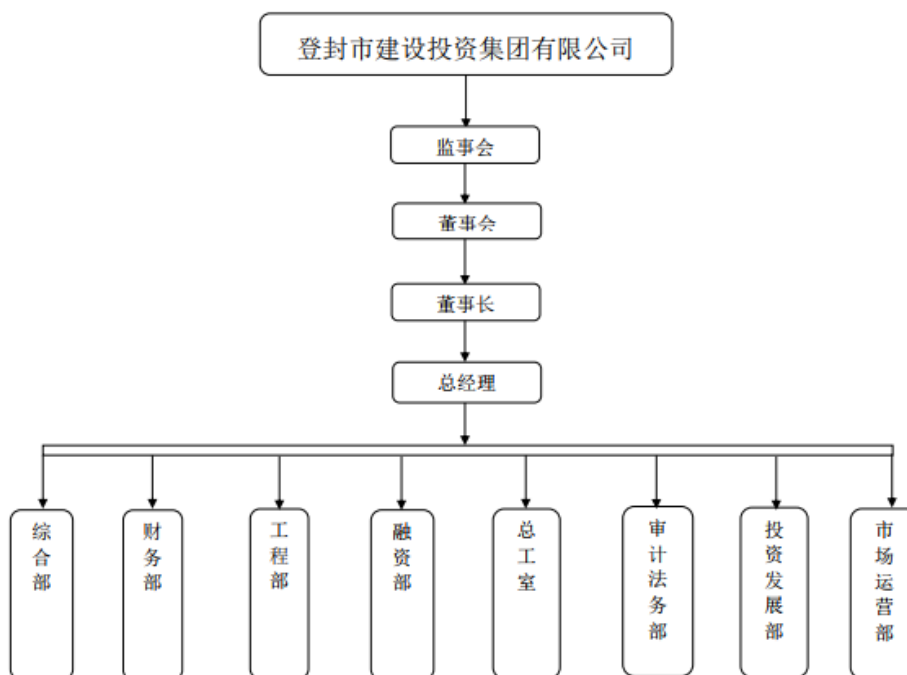 登封市建设投资集团有限公司
监事会
董事会
董事长
总经理
综合部
财务部
工程部
融资部
总工室
审计法务部
投资发展部
市场运营部